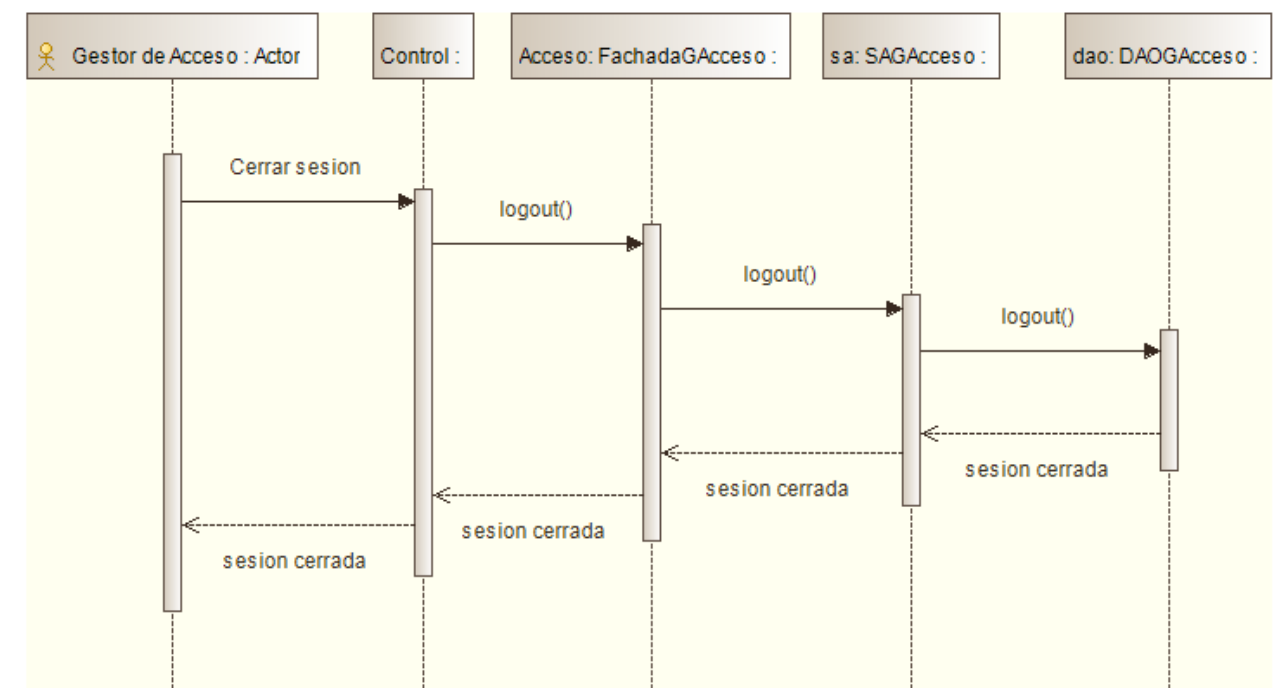 Gestor de Acceso : Actor
Control :
Acceso: FachadaGAcceso :
sa: SAGAcceso :
dao: DAOGAcceso :
Cerrar sesion
logout()
logout()
logout()
sesion cerrada
sesion cerrada
sesion cerrada
sesion cerrada